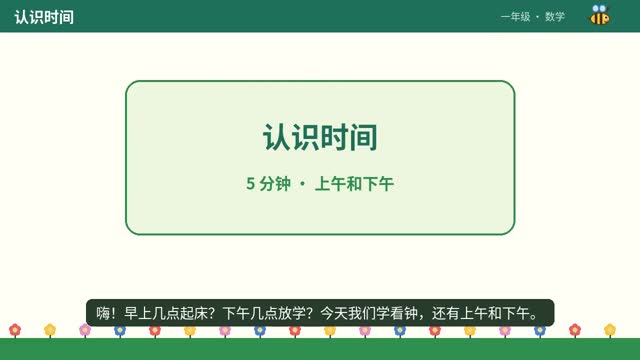 认识时间
一年级 · 数学
认识时间
5 分钟 · 上午和下午
嗨！早上几点起床？下午几点放学？今天我们学看钟，还有上午和下午。